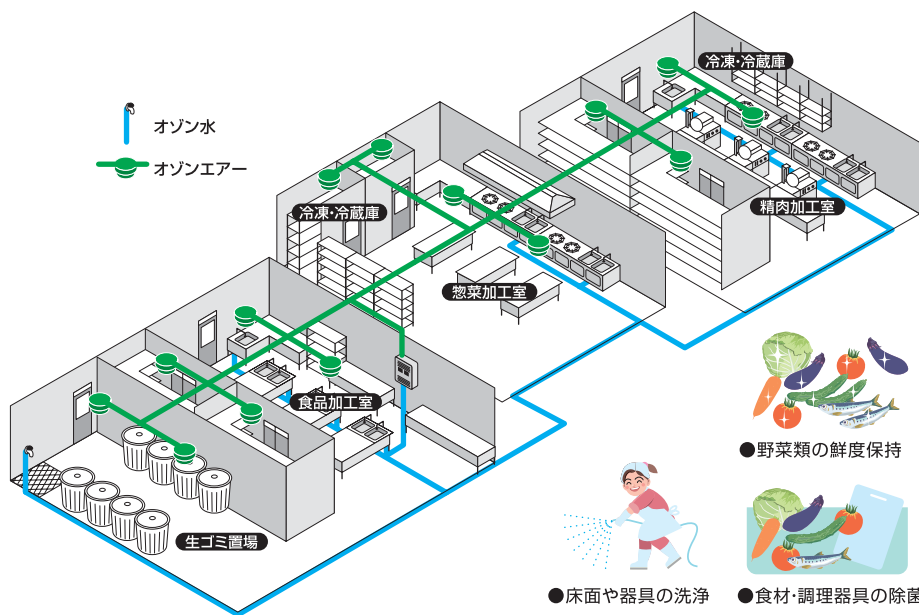 オゾン水
オゾンエアー
冷凍・冷蔵庫
精肉加工室
冷凍・冷蔵庫
惣菜加工室
食品加工室
生ゴミ置場
●野菜類の鮮度保持
●床面や器具の洗浄
●食材・調理器具の除菌